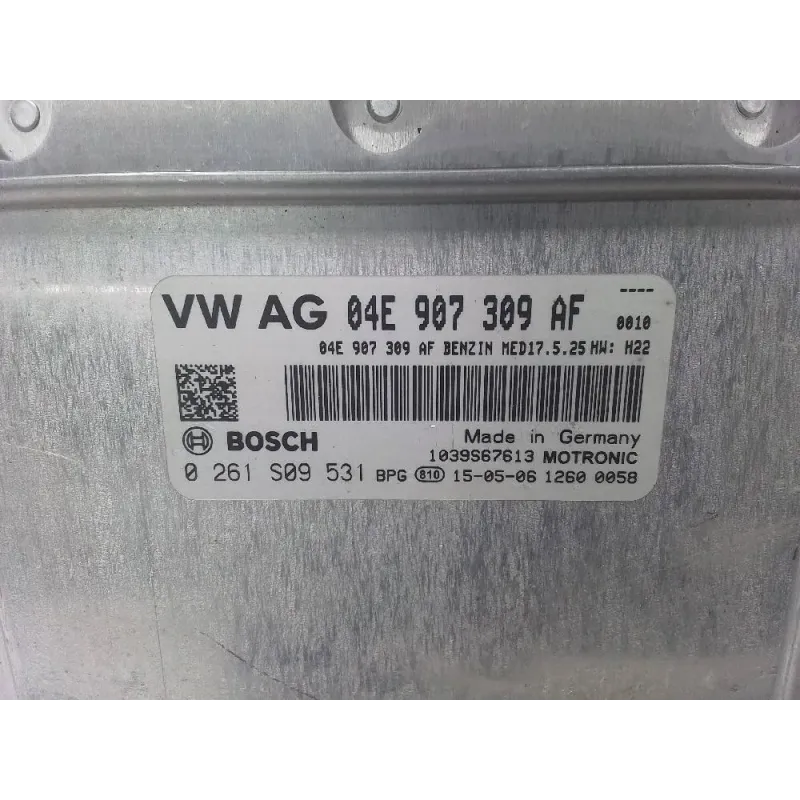 ----
VW AG 04E 907 309 AF 0010
04E 907 309 AF BENZIN MED17.5.25 HW: H22
BOSCH
Made in Germany
1039S67613 MOTRONIC
0 261 S09 531 BPG 810 15-05-06 1260 0058